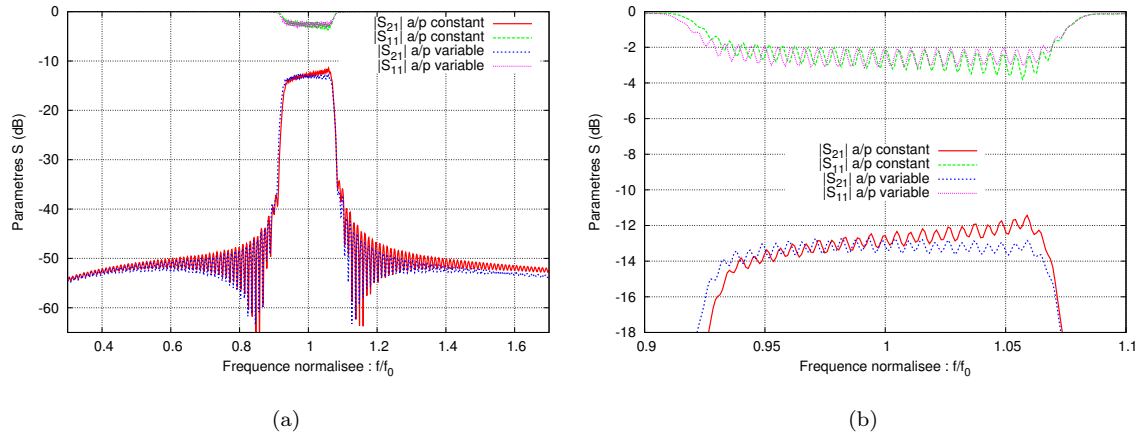 0
-10
-20
-30
-40
-50
-60
0.4 0.6 0.8 1 1.2 1.4 1.6
Parametres S (dB)
Frequence normalisee : f/f0
|S21| a/p constant
|S11| a/p constant
|S21| a/p variable
|S11| a/p variable
(a)
0
-2
-4
-6
-8
-10
-12
-14
-16
-18
0.9 0.95 1 1.05 1.1
Parametres S (dB)
Frequence normalisee : f/f0
|S21| a/p constant
|S11| a/p constant
|S21| a/p variable
|S11| a/p variable
(b)